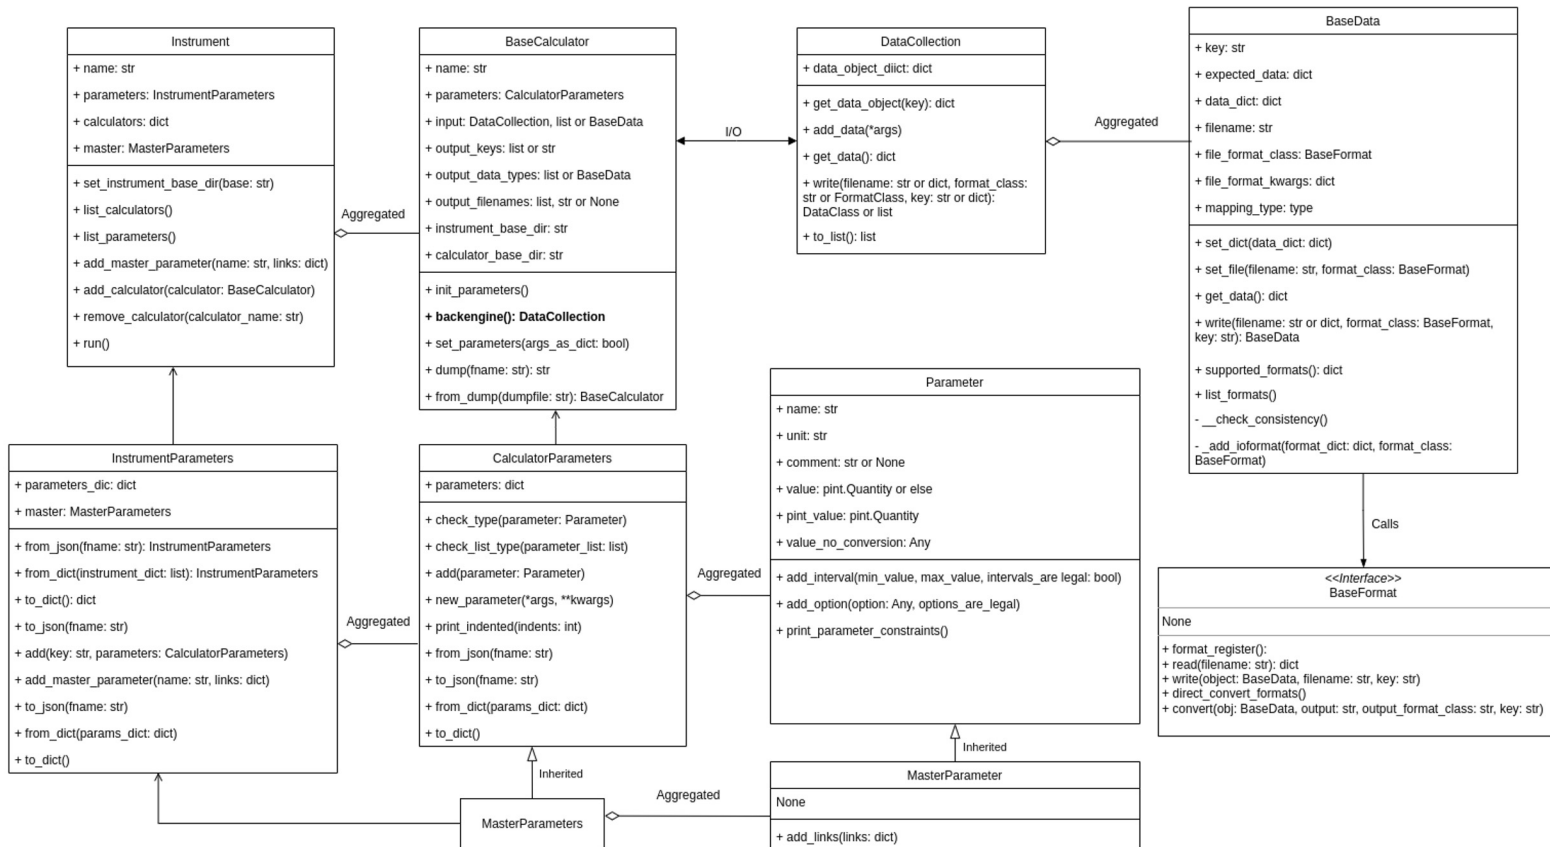 Instrument
+ name: str
+ parameters: InstrumentParameters
+ calculators: dict
+ master: MasterParameters
+ set_instrument_base_dir(base: str)
+ list_calculators()
+ list_parameters()
+ add_master_parameter(name: str, links: dict)
+ add_calculator(calculator: BaseCalculator)
+ remove_calculator(calculator_name: str)
+ run()
Aggregated
BaseCalculator
+ name: str
+ parameters: CalculatorParameters
+ input: DataCollection, list or BaseData
+ output_keys: list or str
+ output_data_types: list or BaseData
+ output_filenames: list, str or None
+ instrument_base_dir: str
+ calculator_base_dir: str
+ init_parameters()
+ backengine(): DataCollection
+ set_parameters(args_as_dict: bool)
+ dump(fname: str): str
+ from_dump(dumpfile: str): BaseCalculator
I/O
DataCollection
+ data_object_diict: dict
+ get_data_object(key): dict
+ add_data(*args)
+ get_data(): dict
+ write(filename: str or dict, format_class:
str or FormatClass, key: str or dict):
DataClass or list
+ to_list(): list
Aggregated
BaseData
+ key: str
+ expected_data: dict
+ data_dict: dict
+ filename: str
+ file_format_class: BaseFormat
+ file_format_kwargs: dict
+ mapping_type: type
+ set_dict(data_dict: dict)
+ set_file(filename: str, format_class: BaseFormat)
+ get_data(): dict
+ write(filename: str or dict, format_class: BaseFormat,
key: str): BaseData
+ supported_formats(): dict
+ list_formats()
- __check_consistency()
- _add_ioformat(format_dict: dict, format_class:
BaseFormat)
Calls
InstrumentParameters
+ parameters_dic: dict
+ master: MasterParameters
+ from_json(fname: str): InstrumentParameters
+ from_dict(instrument_dict: list): InstrumentParameters
+ to_dict(): dict
+ to_json(fname: str)
+ add(key: str, parameters: CalculatorParameters)
+ add_master_parameter(name: str, links: dict)
+ to_json(fname: str)
+ from_dict(params_dict: dict)
+ to_dict()
Aggregated
CalculatorParameters
+ parameters: dict
+ check_type(parameter: Parameter)
+ check_list_type(parameter_list: list)
+ add(parameter: Parameter)
+ new_parameter(*args, **kwargs)
+ print_indented(indents: int)
+ from_json(fname: str)
+ to_json(fname: str)
+ from_dict(params_dict: dict)
+ to_dict()
Aggregated
Parameter
+ name: str
+ unit: str
+ comment: str or None
+ value: pint.Quantity or else
+ pint_value: pint.Quantity
+ value_no_conversion: Any
+ add_interval(min_value, max_value, intervals_are legal: bool)
+ add_option(option: Any, options_are_legal)
+ print_parameter_constraints()
<<Interface>>
BaseFormat
None
+ format_register():
+ read(filename: str): dict
+ write(object: BaseData, filename: str, key: str)
+ direct_convert_formats()
+ convert(obj: BaseData, output: str, output_format_class: str, key: str)
Inherited
MasterParameters
Aggregated
Inherited
MasterParameter
None
+ add_links(links: dict)